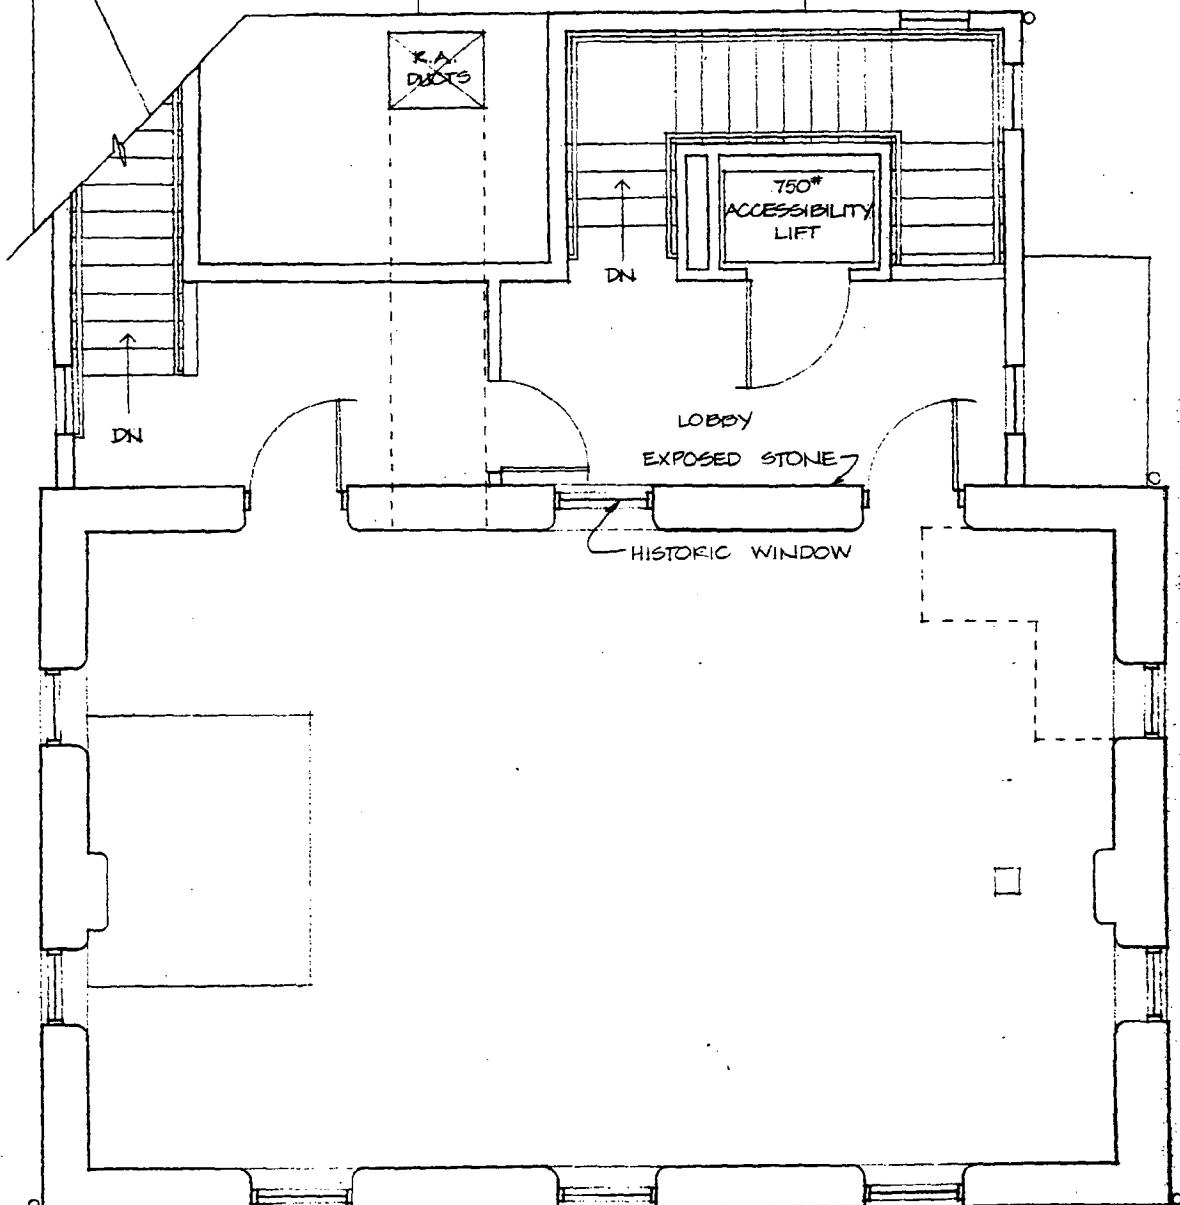 R.A.
DUCTS
750#
ACCESSIBILITY
LIFT
DN
LOBBY
DN
EXPOSED STONE
HISTORIC WINDOW